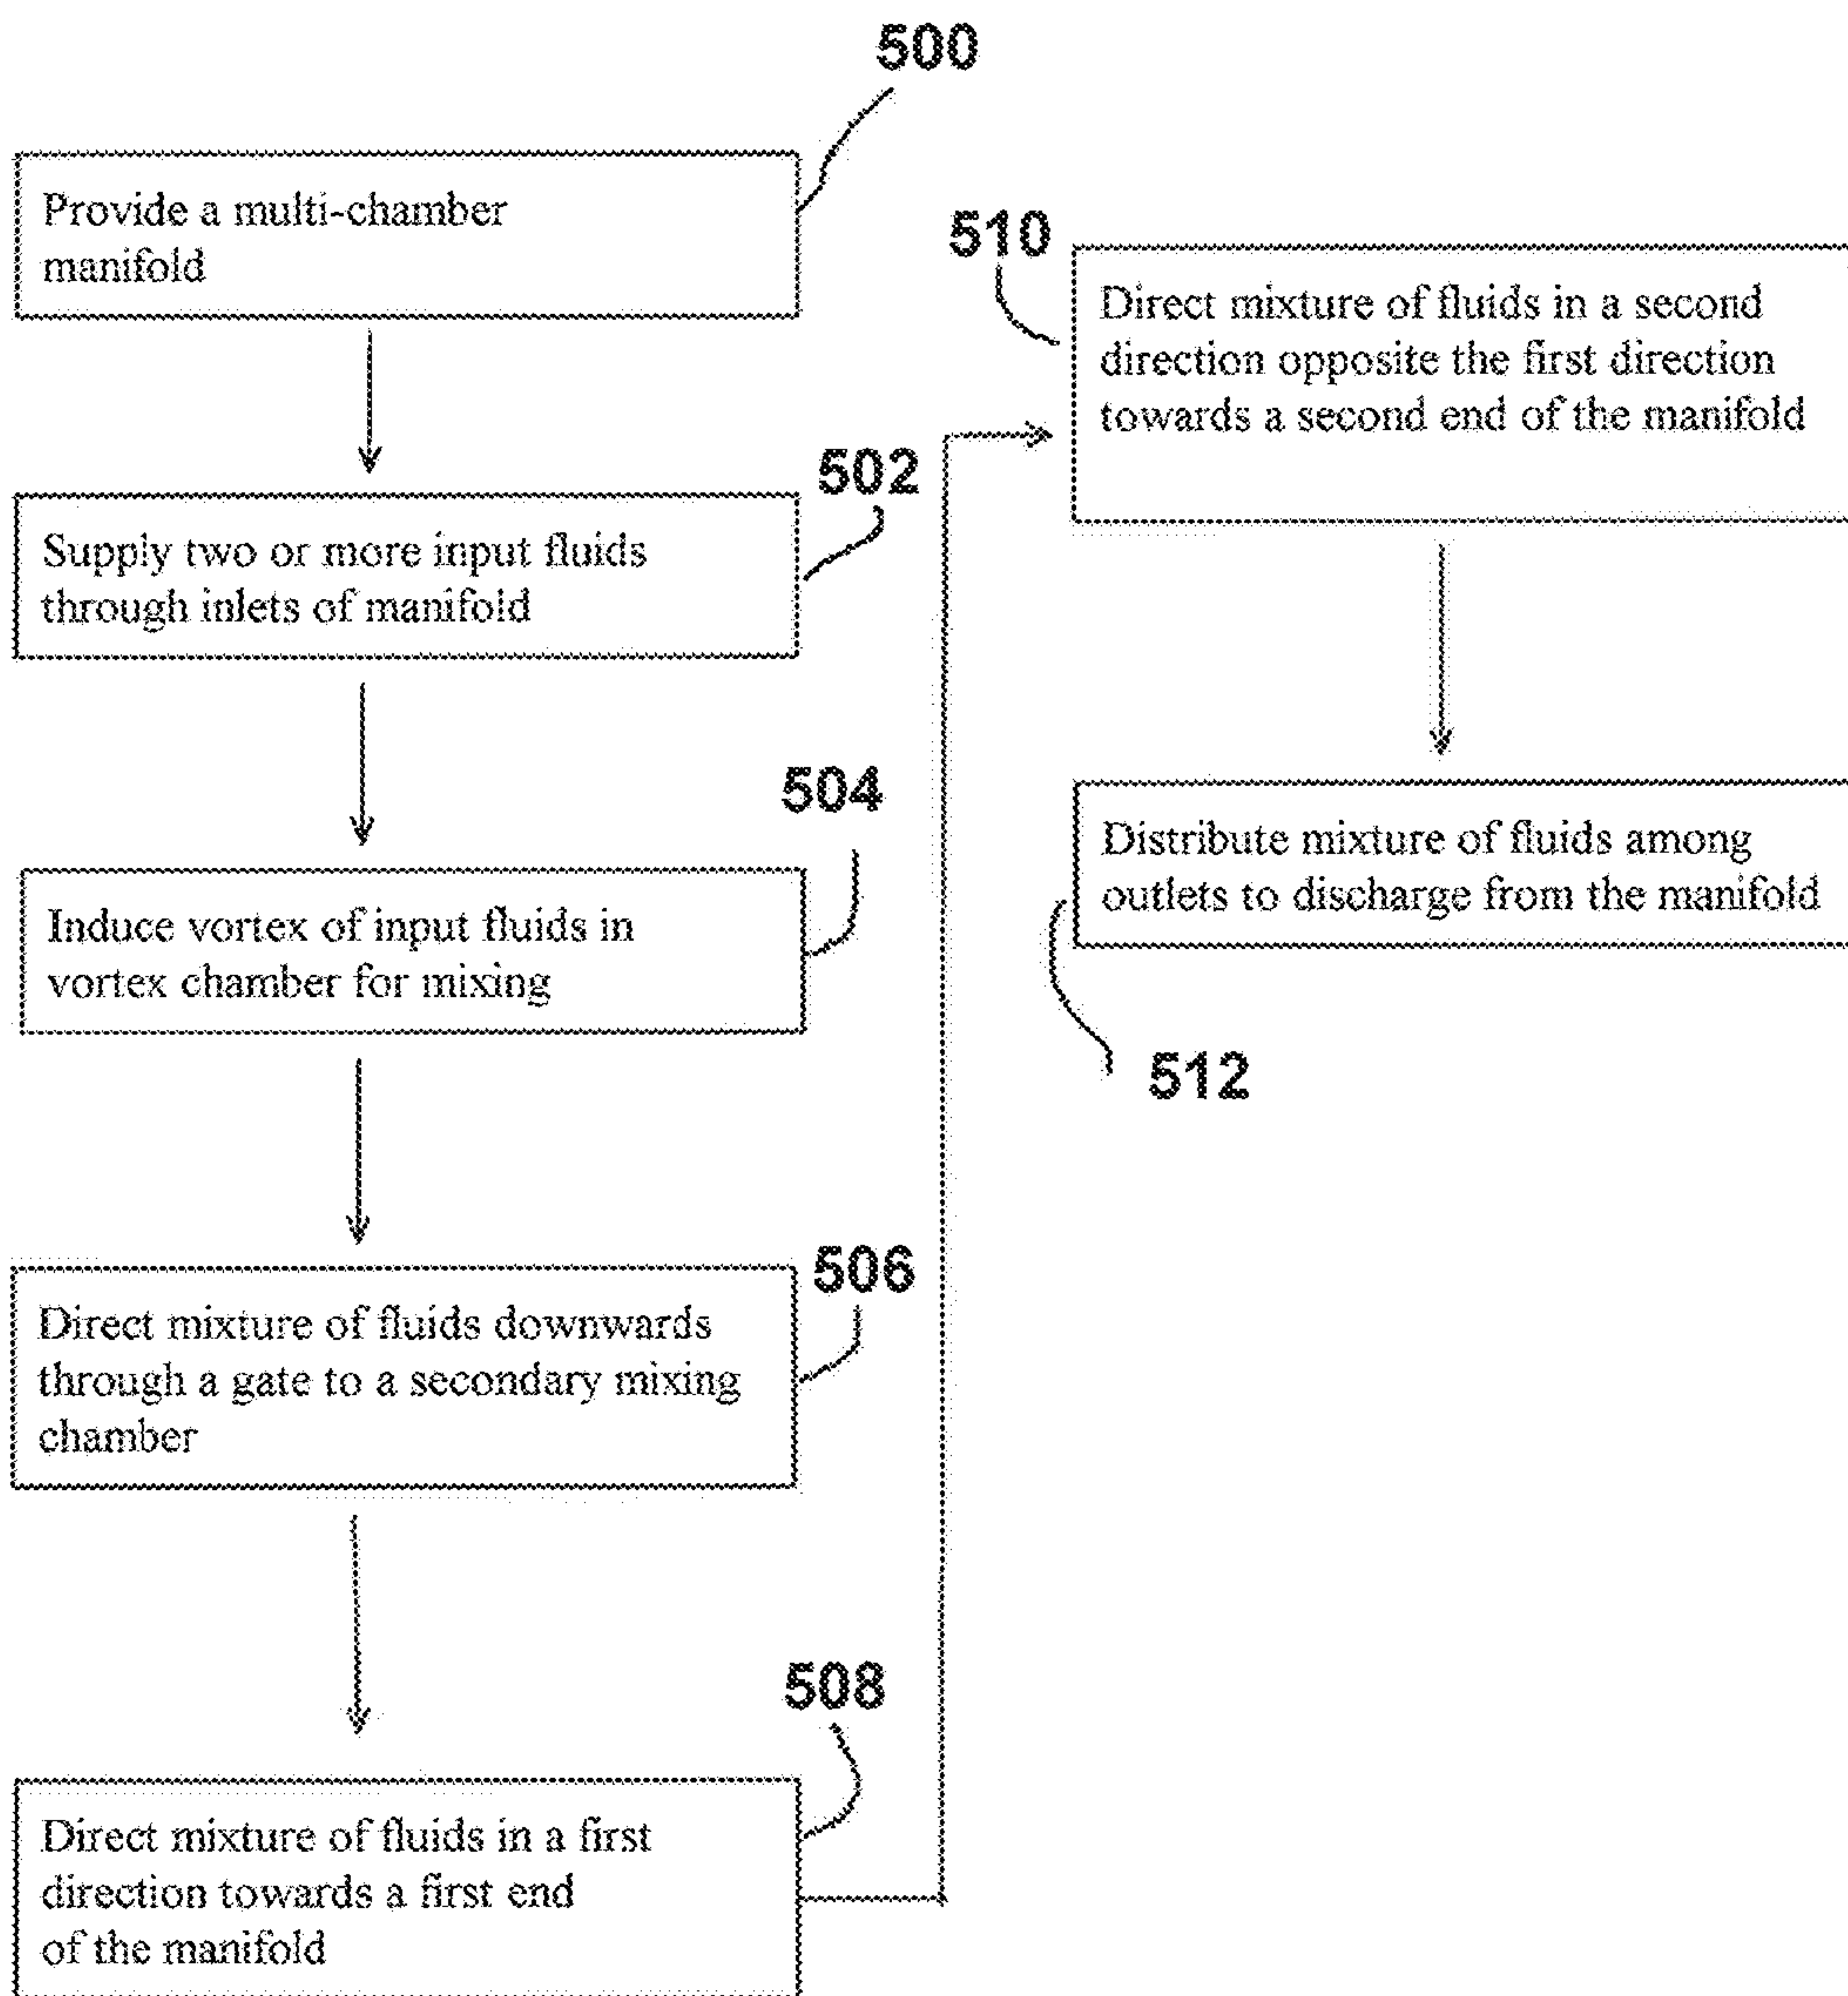 500
Provide a multi-chamber
manifold
502
Supply two or more input fluids
through inlets of manifold
504
Induce vortex of input fluids in
vortex chamber for mixing
506
Direct mixture of fluids downwards
through a gate to a secondary mixing
chamber
508
Direct mixture of fluids in a first
direction towards a first end
of the manifold
510
Direct mixture of fluids in a second
direction opposite the first direction
towards a second end of the manifold
Distribute mixture of fluids among
outlets to discharge from the manifold
512